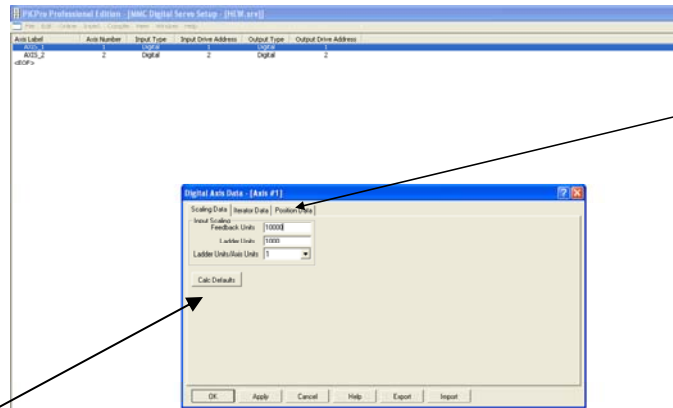 PiCPro Professional Edition - [MMC Digital Servo Setup - [NEW.srv]]
File Edit Online Insert Compile View Window Help
Axis Label Axis Number Input Type Input Drive Address Output Type Output Drive Address
AXIS_1 1 Digital 1 Digital 1
AXIS_2 2 Digital 2 Digital 2
<EOF>
Digital Axis Data - [Axis #1]
Scaling Data Iterator Data Position Data
Input Scaling
Feedback Units 10000
Ladder Units 1000
Ladder Units/Axis Units 1
Calc Defaults
OK Apply Cancel Help Export Import